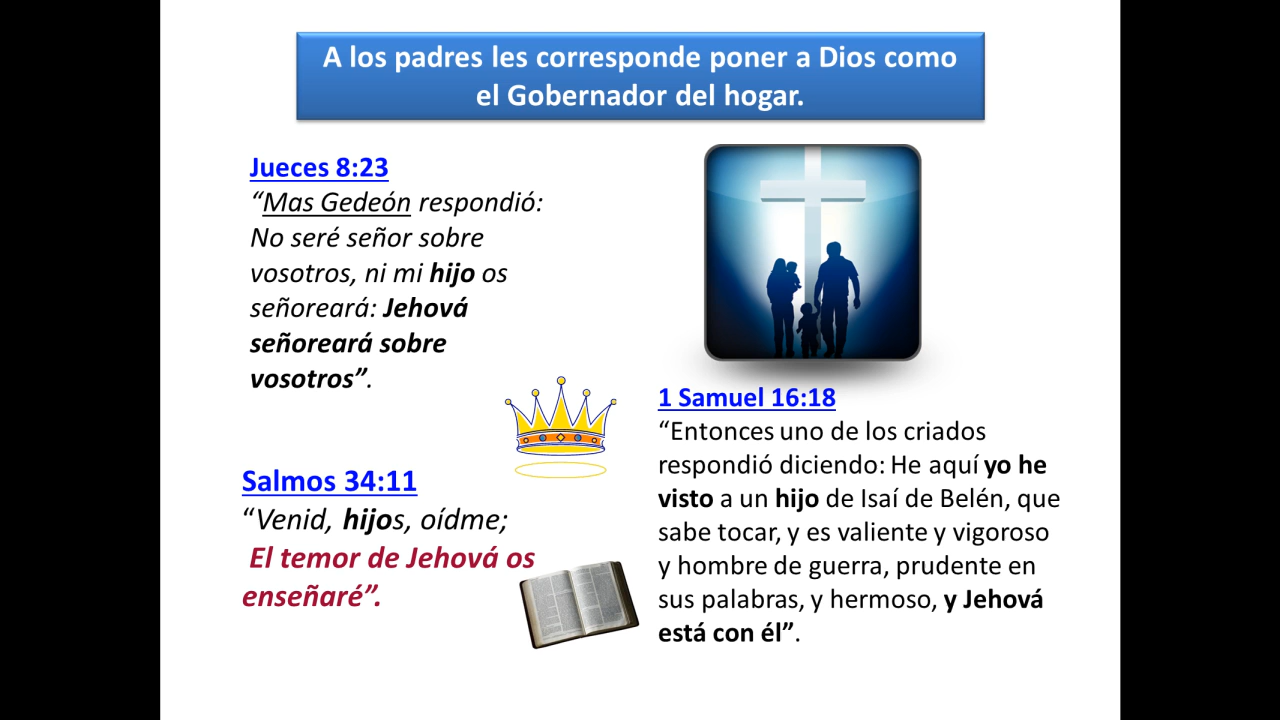 A los padres les corresponde poner a Dios como
el Gobernador del hogar.
Jueces 8:23
“Mas Gedeón respondió:
No seré señor sobre
vosotros, ni mi hijo os
señoreará: Jehová
señoreará sobre
vosotros”.
Salmos 34:11
“Venid, hijos, oídme;
El temor de Jehová os
enseñaré”.
1 Samuel 16:18
“Entonces uno de los criados
respondió diciendo: He aquí yo he
visto a un hijo de Isaí de Belén, que
sabe tocar, y es valiente y vigoroso
y hombre de guerra, prudente en
sus palabras, y hermoso, y Jehová
está con él”.